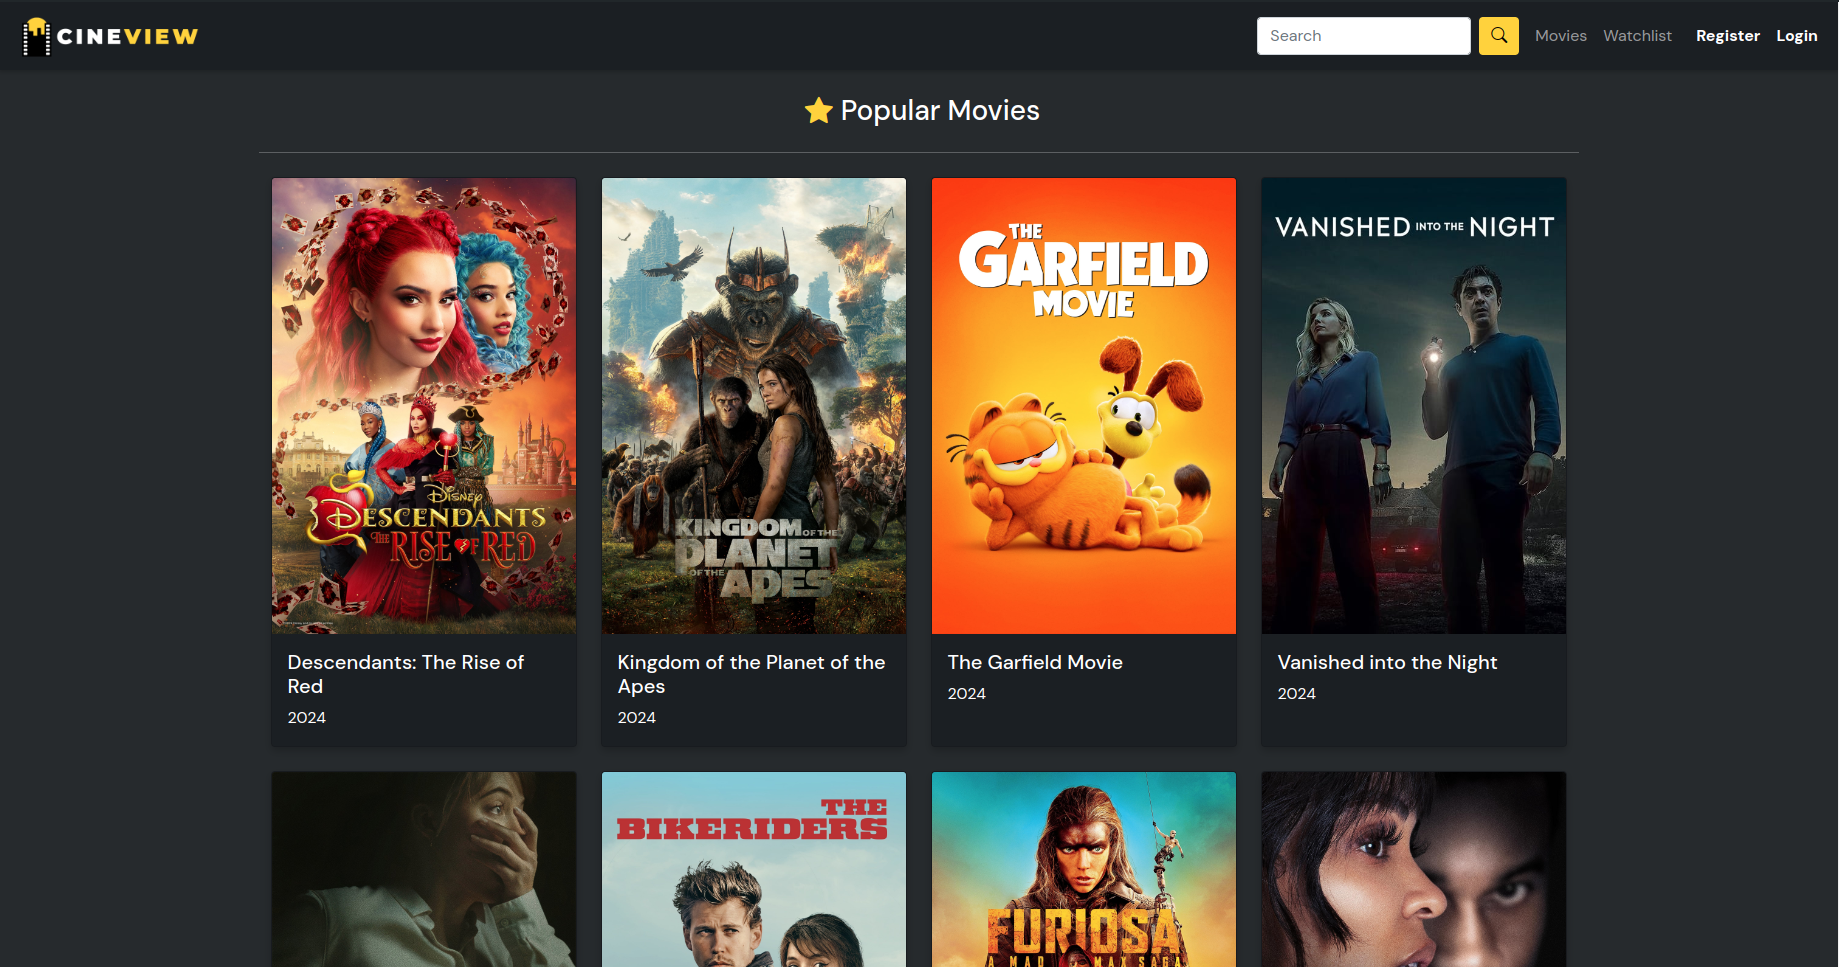 CINEVIEW
Search
Movies
Watchlist
Register
Login
Popular Movies
Disney
DESCENDANTS
THE RISE OF RED
KINGDOM OF THE
PLANET
OF THE APES
THE
GARFIELD
MOVIE
VANISHED INTO THE NIGHT
Descendants: The Rise of
Red
2024
Kingdom of the Planet of the
Apes
2024
The Garfield Movie
2024
Vanished into the Night
2024
THE
BIKERIDERS
FURIOSA
A MAD MAX SAGA